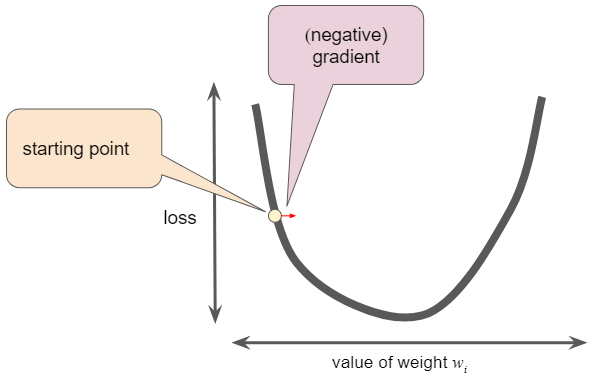 (negative)
gradient
starting point
loss
value of weight wᵢ